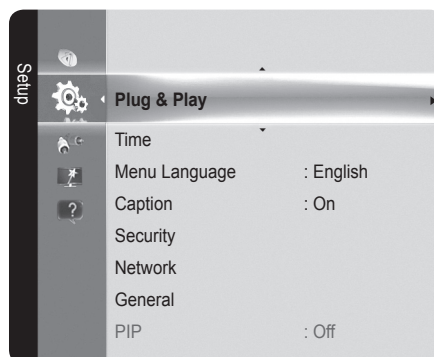 Setup
Plug & Play
Time
Menu Language : English
Caption : On
Security
Network
General
PIP : Off